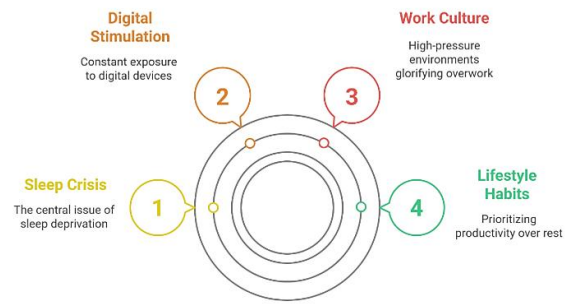 Digital
Stimulation
Constant exposure
to digital devices
2
Work Culture
High-pressure
environments
glorifying overwork
3
Sleep Crisis
The central issue of
sleep deprivation
1
Lifestyle
Habits
Prioritizing
productivity over rest
4